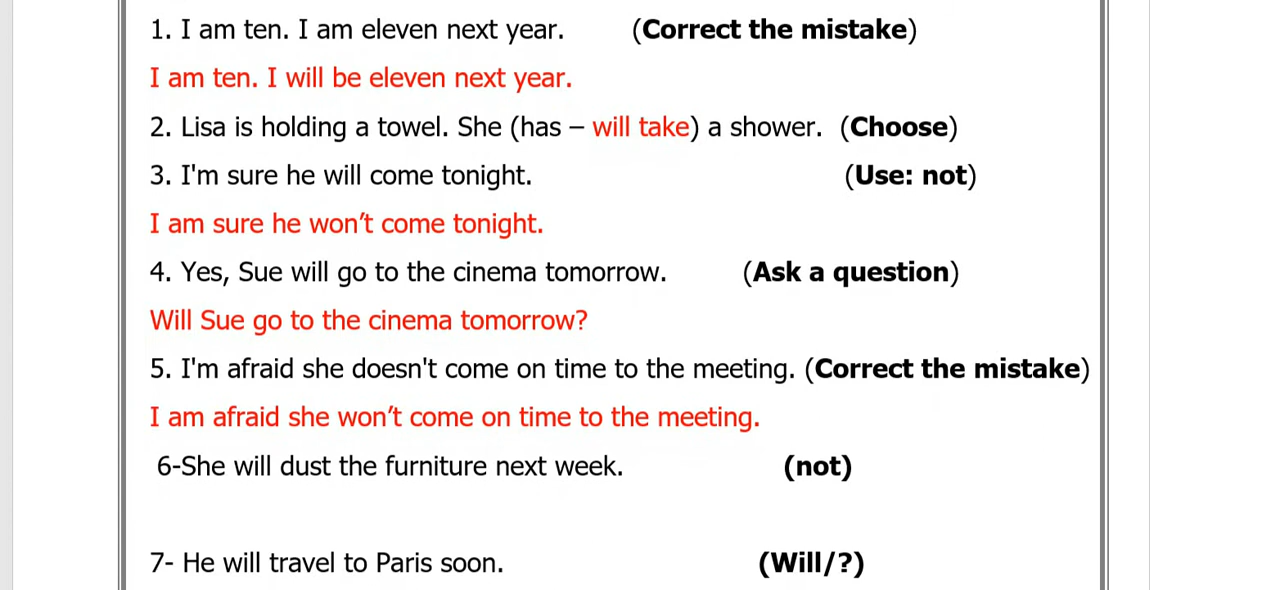 1. I am ten. I am eleven next year. (Correct the mistake)
I am ten. I will be eleven next year.
2. Lisa is holding a towel. She (has – will take) a shower. (Choose)
3. I'm sure he will come tonight. (Use: not)
I am sure he won’t come tonight.
4. Yes, Sue will go to the cinema tomorrow. (Ask a question)
Will Sue go to the cinema tomorrow?
5. I'm afraid she doesn't come on time to the meeting. (Correct the mistake)
I am afraid she won’t come on time to the meeting.
6-She will dust the furniture next week. (not)
7- He will travel to Paris soon. (Will/?)